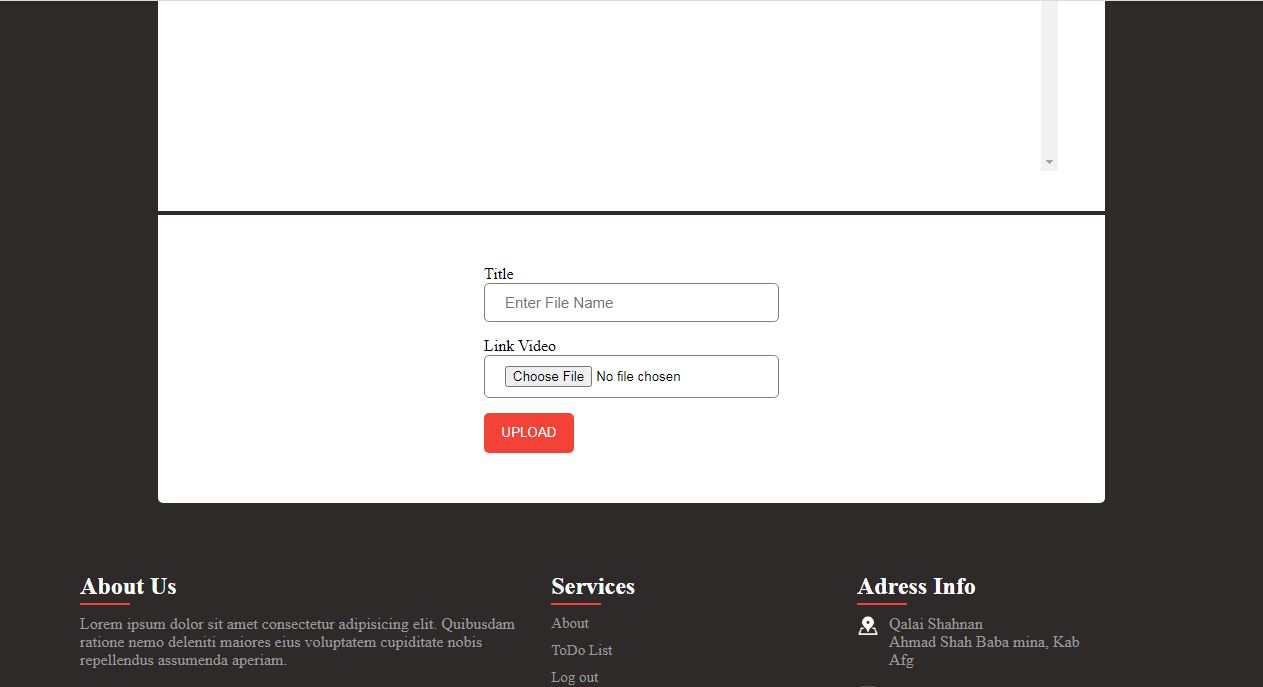 Title
Enter File Name
Link Video
Choose File No file chosen
UPLOAD
About Us
Lorem ipsum dolor sit amet consectetur adipisicing elit. Quibusdam
ratione nemo deleniti maiores eius voluptatem cupiditate nobis
repellendus assumenda aperiam.
Services
About
ToDo List
Log out
Adress Info
Qalai Shahnan
Ahmad Shah Baba mina, Kab
Afg